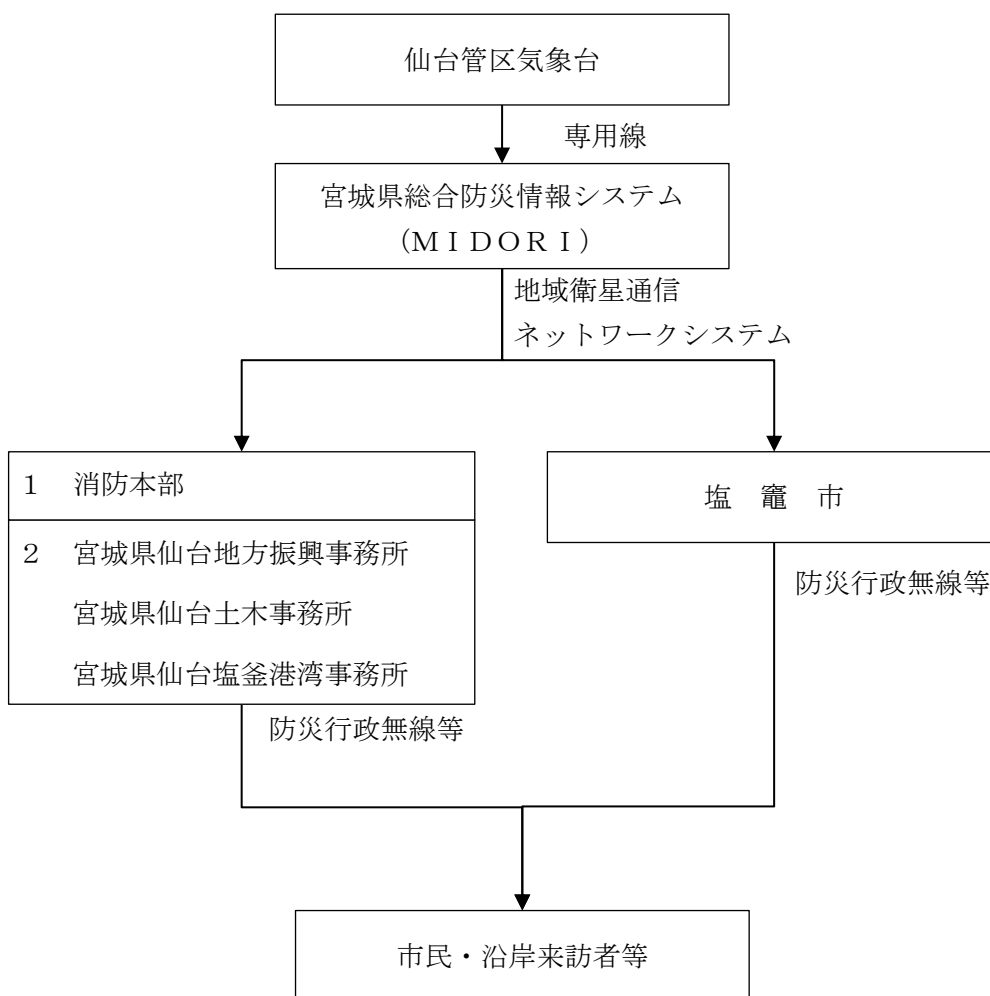 仙台管区気象台
専用線
宮城県総合防災情報システム
(ＭＩＤＯＲＩ)
地域衛星通信
ネットワークシステム
１　消防本部
２　宮城県仙台地方振興事務所
宮城県仙台土木事務所
宮城県仙台塩釜港湾事務所
塩　竈　市
防災行政無線等
防災行政無線等
市民・沿岸来訪者等